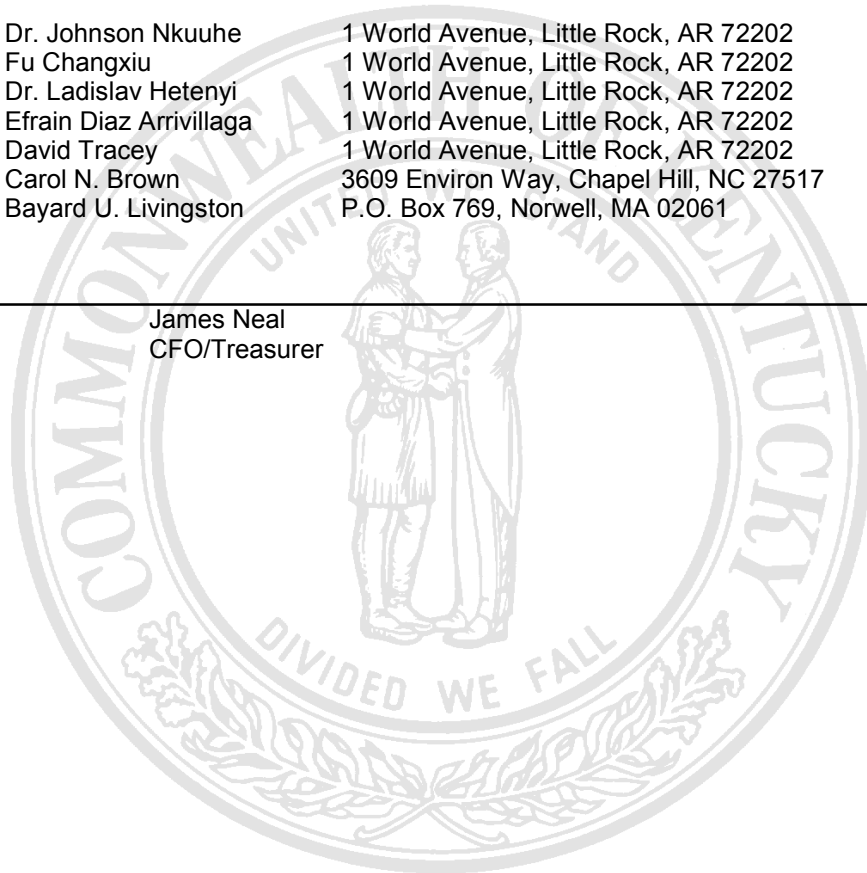 Dr. Johnson Nkuuhe 1 World Avenue, Little Rock, AR 72202
Fu Changxiu 1 World Avenue, Little Rock, AR 72202
Dr. Ladislav Hetenyi 1 World Avenue, Little Rock, AR 72202
Efrain Diaz Arrivillaga 1 World Avenue, Little Rock, AR 72202
David Tracey 1 World Avenue, Little Rock, AR 72202
Carol N. Brown 3609 Environ Way, Chapel Hill, NC 27517
Bayard U. Livingston P.O. Box 769, Norwell, MA 02061
James Neal
CFO/Treasurer
COMMONWEALTH OF KENTUCKY
UNITED WE STAND
DIVIDED WE FALL